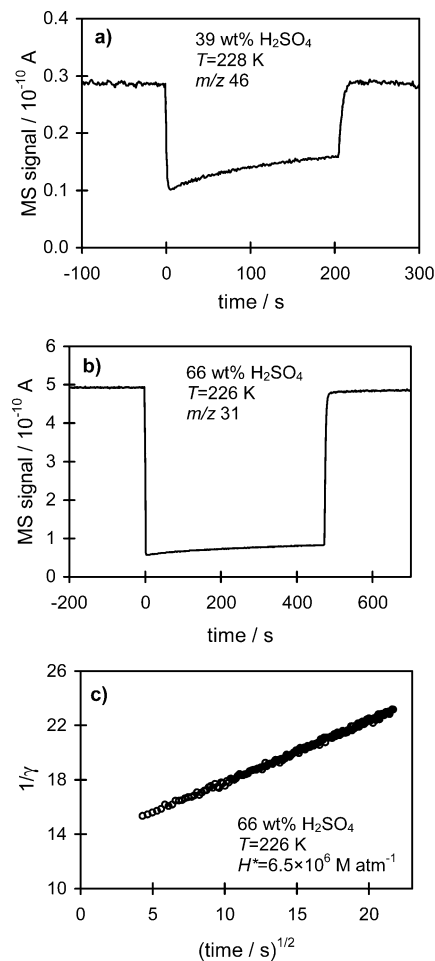 a)
39 wt% H₂SO₄
T=228 K
m/z 46
MS signal / 10⁻¹⁰ A
0.4
0.3
0.2
0.1
0.0
-100 0 100 200 300
time / s
b)
66 wt% H₂SO₄
T=226 K
m/z 31
MS signal / 10⁻¹⁰ A
6
5
4
3
2
1
0
-200 0 200 400 600
time / s
c)
1/γ
26
22
18
14
10
66 wt% H₂SO₄
T=226 K
H*=6.5×10⁶ M atm⁻¹
0 5 10 15 20
(time / s)¹/²